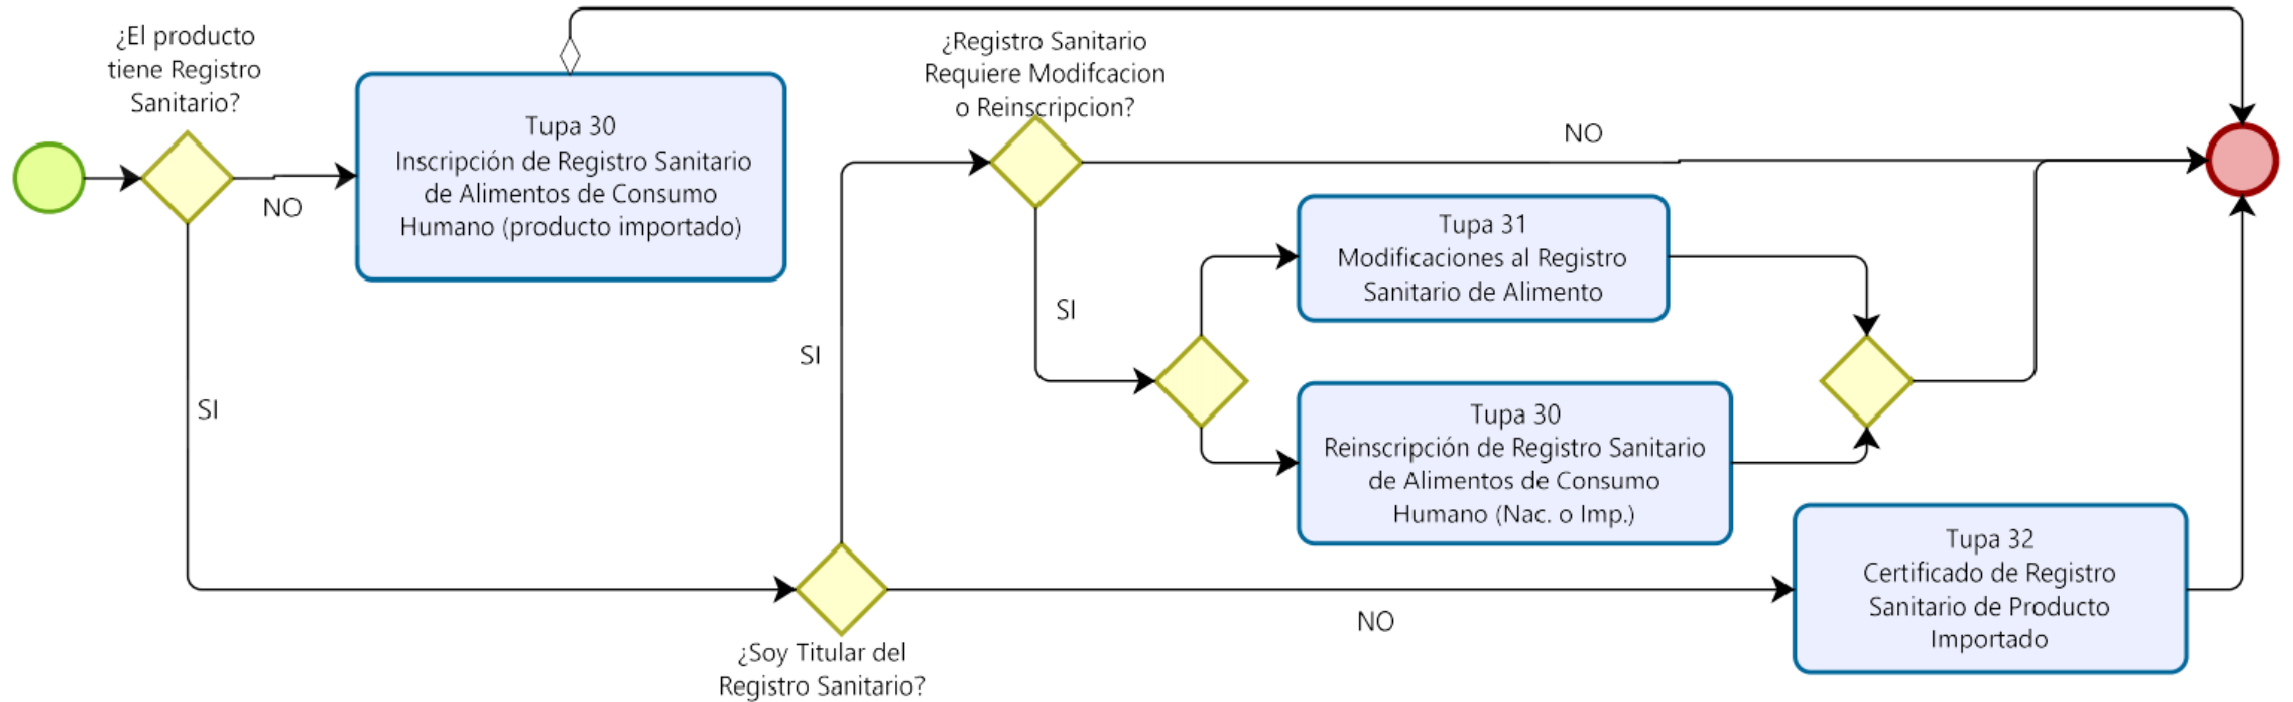 ¿El producto
tiene Registro
Sanitario?
NO
SI
Tupa 30
Inscripción de Registro Sanitario
de Alimentos de Consumo
Humano (producto importado)
¿Soy Titular del
Registro Sanitario?
SI
NO
¿Registro Sanitario
Requiere Modifcacion
o Reinscripcion?
NO
SI
Tupa 31
Modificaciones al Registro
Sanitario de Alimento
Tupa 30
Reinscripción de Registro Sanitario
de Alimentos de Consumo
Humano (Nac. o Imp.)
Tupa 32
Certificado de Registro
Sanitario de Producto
Importado